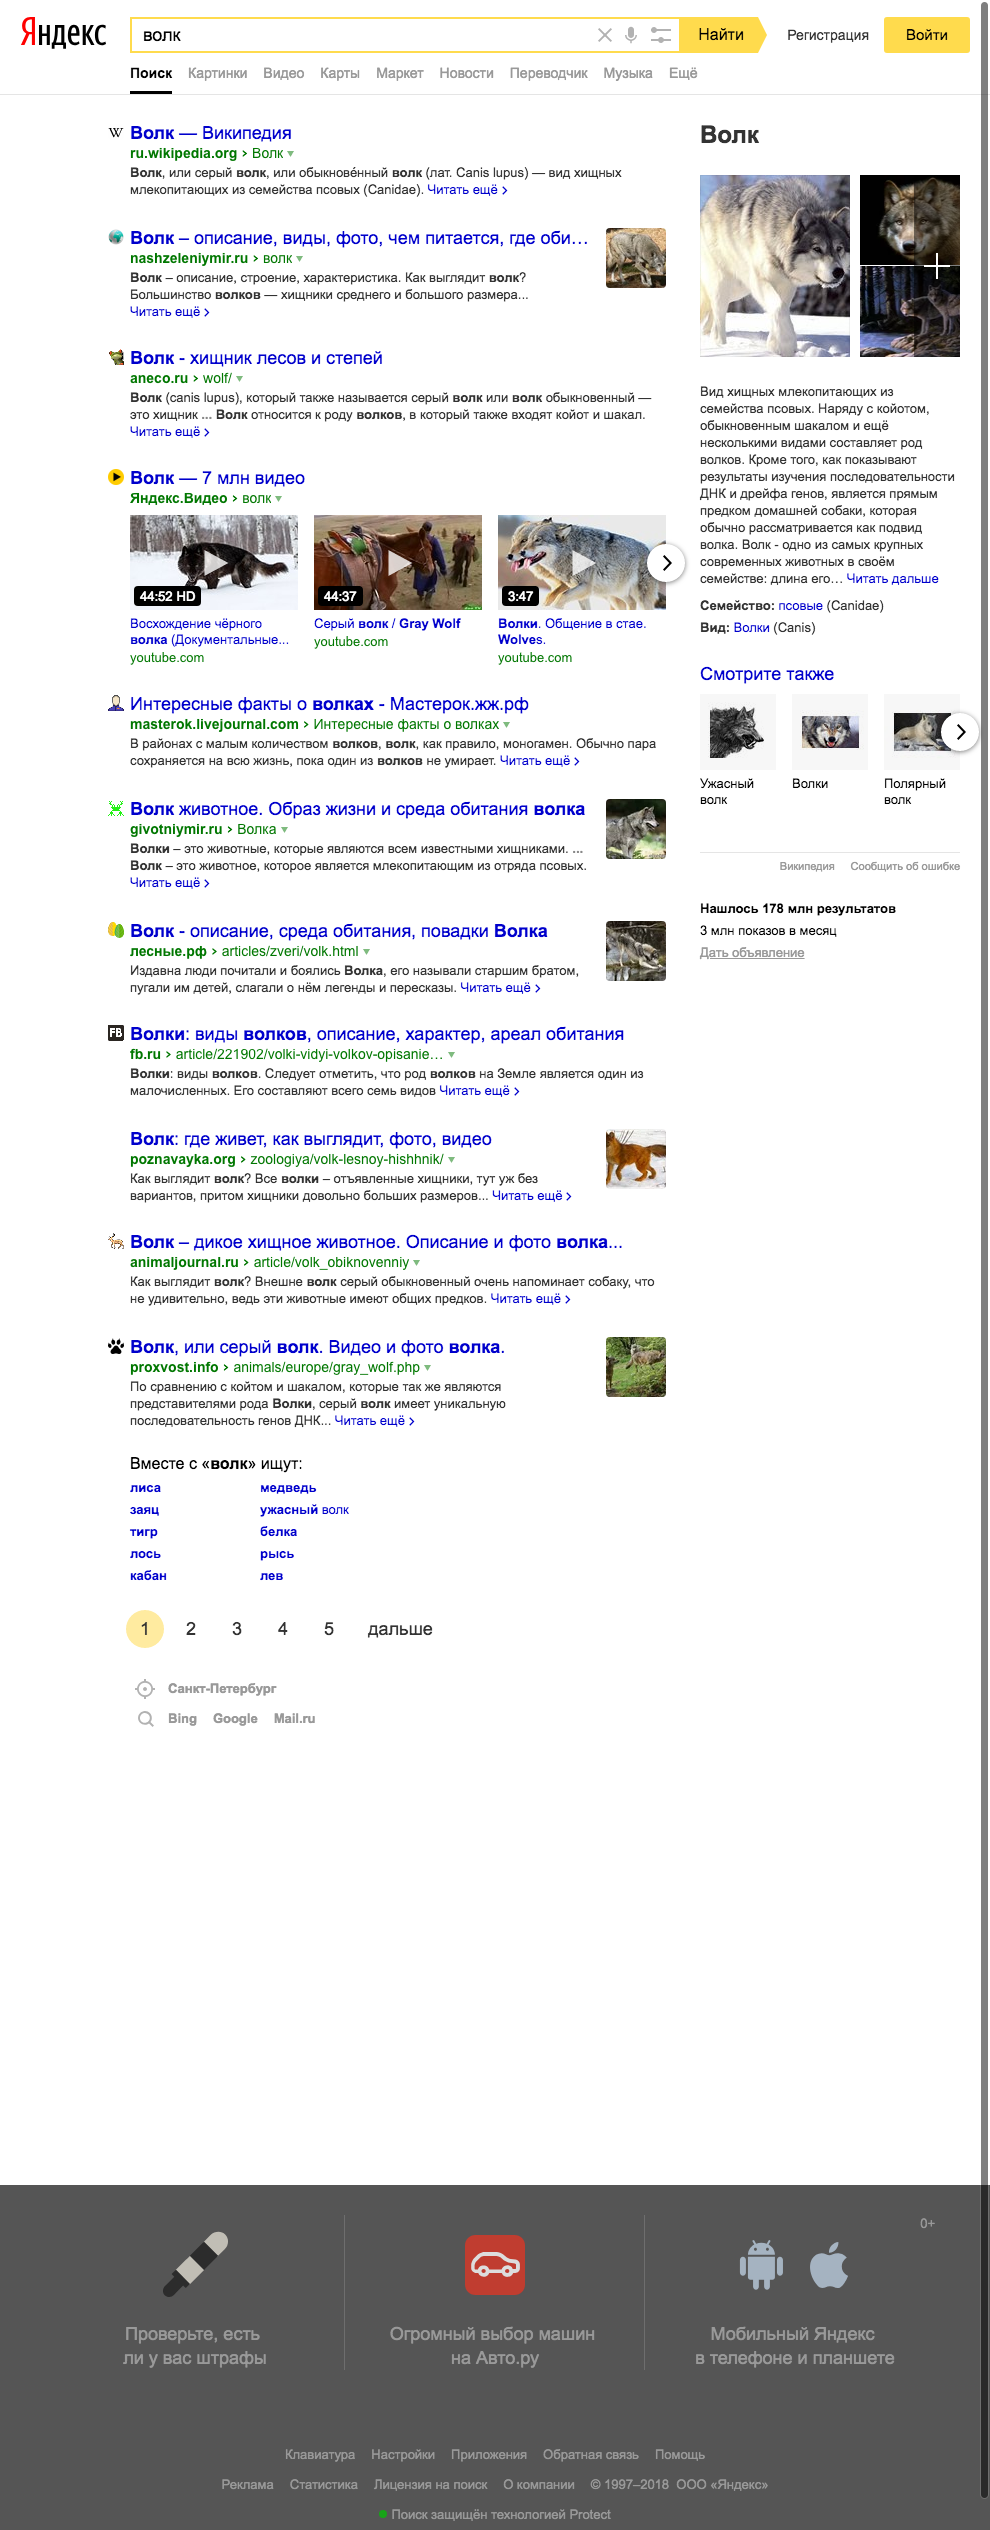 Яндекс
волк
Найти
Регистрация
Войти
Поиск Картинки Видео Карты Маркет Новости Переводчик Музыка Ещё
W Волк — Википедия
ru.wikipedia.org › Волк
Волк, или серый волк, или обыкнове́нный волк (лат. Canis lupus) — вид хищных
млекопитающих из семейства псовых (Canidae). Читать ещё ›
Волк – описание, виды, фото, чем питается, где оби…
nashzeleniymir.ru › волк
Волк – описание, строение, характеристика. Как выглядит волк?
Большинство волков — хищники среднего и большого размера...
Читать ещё ›
Волк - хищник лесов и степей
aneco.ru › wolf/
Волк (canis lupus), который также называется серый волк или волк обыкновенный —
это хищник ... Волк относится к роду волков, в который также входят койот и шакал.
Читать ещё ›
Волк — 7 млн видео
Яндекс.Видео › волк
44:52 HD
44:37
3:47
Восхождение чёрного
волка (Документальные...
youtube.com
Серый волк / Gray Wolf
youtube.com
Волки. Общение в стае.
Wolves.
youtube.com
Интересные факты о волках - Мастерок.жж.рф
masterok.livejournal.com › Интересные факты о волках
В районах с малым количеством волков, волк, как правило, моногамен. Обычно пара
сохраняется на всю жизнь, пока один из волков не умирает. Читать ещё ›
Волк животное. Образ жизни и среда обитания волка
givotniymir.ru › Волка
Волки – это животные, которые являются всем известными хищниками. ...
Волк – это животное, которое является млекопитающим из отряда псовых.
Читать ещё ›
Волк - описание, среда обитания, повадки Волка
лесные.рф › articles/zveri/volk.html
Издавна люди почитали и боялись Волка, его называли старшим братом,
пугали им детей, слагали о нём легенды и пересказы. Читать ещё ›
FB Волки: виды волков, описание, характер, ареал обитания
fb.ru › article/221902/volki-vidyi-volkov-opisanie…
Волки: виды волков. Следует отметить, что род волков на Земле является один из
малочисленных. Его составляют всего семь видов Читать ещё ›
Волк: где живет, как выглядит, фото, видео
poznavayka.org › zoologiya/volk-lesnoy-hishhnik/
Как выглядит волк? Все волки – отъявленные хищники, тут уж без
вариантов, притом хищники довольно больших размеров... Читать ещё ›
Волк – дикое хищное животное. Описание и фото волка...
animaljournal.ru › article/volk_obiknovenniy
Как выглядит волк? Внешне волк серый обыкновенный очень напоминает собаку, что
не удивительно, ведь эти животные имеют общих предков. Читать ещё ›
Волк, или серый волк. Видео и фото волка.
proxvost.info › animals/europe/gray_wolf.php
По сравнению с койтом и шакалом, которые так же являются
представителями рода Волки, серый волк имеет уникальную
последовательность генов ДНК... Читать ещё ›
Вместе с «волк» ищут:
лиса медведь
заяц ужасный волк
тигр белка
лось рысь
кабан лев
1 2 3 4 5 дальше
Санкт-Петербург
Bing Google Mail.ru
Волк
Вид хищных млекопитающих из
семейства псовых. Наряду с койотом,
обыкновенным шакалом и ещё
несколькими видами составляет род
волков. Кроме того, как показывают
результаты изучения последовательности
ДНК и дрейфа генов, является прямым
предком домашней собаки, которая
обычно рассматривается как подвид
волка. Волк - одно из самых крупных
современных животных в своём
семействе: длина его… Читать дальше
Семейство: псовые (Canidae)
Вид: Волки (Canis)
Смотрите также
Ужасный
волк
Волки
Полярный
волк
Википедия Сообщить об ошибке
Нашлось 178 млн результатов
3 млн показов в месяц
Дать объявление
0+
Проверьте, есть
ли у вас штрафы
Огромный выбор машин
на Авто.ру
Мобильный Яндекс
в телефоне и планшете
Клавиатура Настройки Приложения Обратная связь Помощь
Реклама Статистика Лицензия на поиск О компании © 1997–2018 ООО «Яндекс»
Поиск защищён технологией Protect